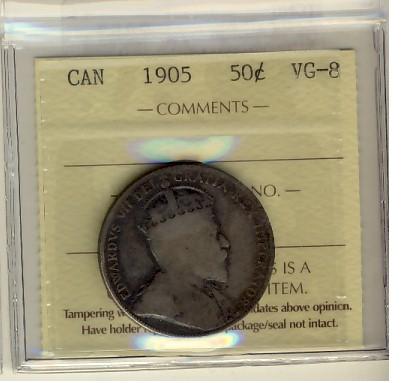 CAN 1905 50¢ VG-8
— COMMENTS —
NO. —
EDWARDVS VII DEI GRATIA REX IMPERATOR
IS A
ITEM.
Tampering dates above opinion.
Have holder package/seal not intact.